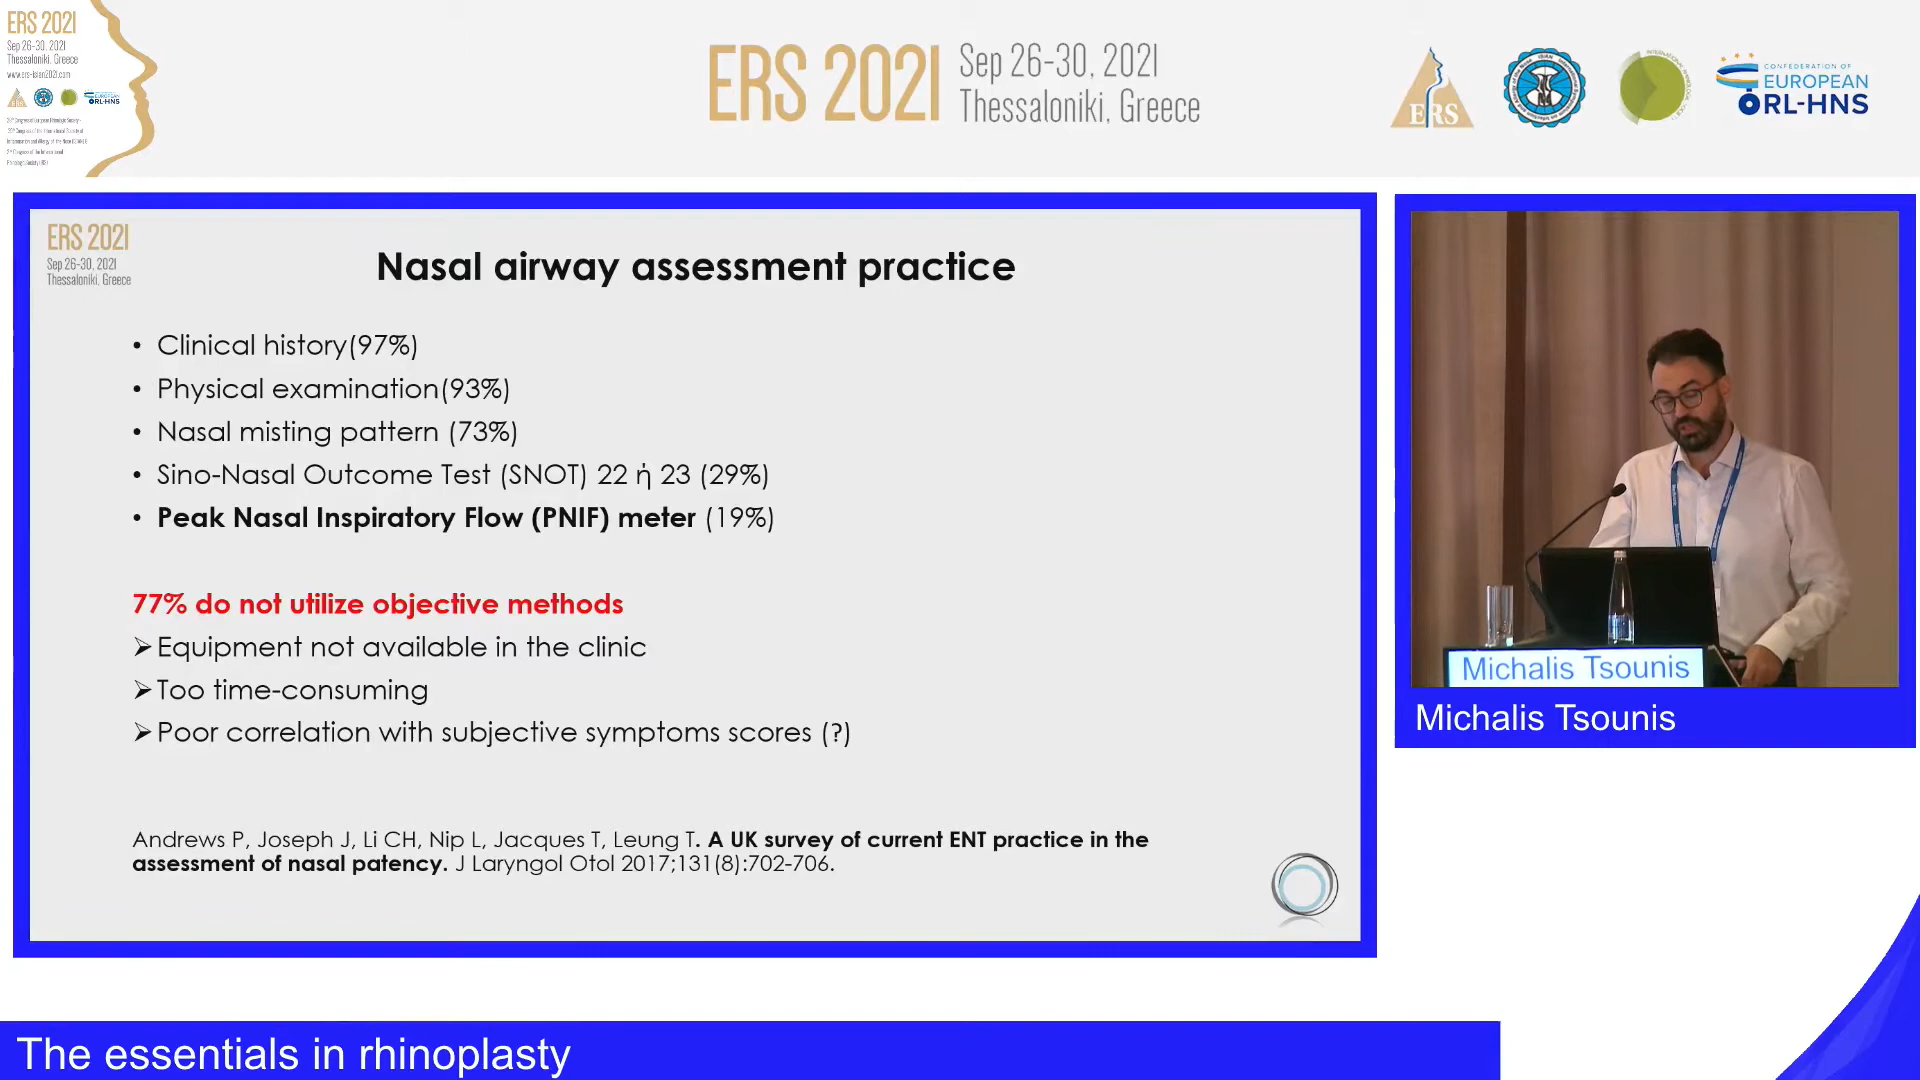 ERS 2021
Sep 26-30, 2021
Thessaloniki, Greece
www.ers-isian2021.com
ERS 2021
Sep 26-30, 2021
Thessaloniki, Greece
ERS
CONFEDERATION OF
EUROPEAN
ORL-HNS
ERS 2021
Sep 26-30, 2021
Thessaloniki, Greece
Nasal airway assessment practice
• Clinical history(97%)
• Physical examination(93%)
• Nasal misting pattern (73%)
• Sino-Nasal Outcome Test (SNOT) 22 ή 23 (29%)
• Peak Nasal Inspiratory Flow (PNIF) meter (19%)
77% do not utilize objective methods
➢Equipment not available in the clinic
➢Too time-consuming
➢Poor correlation with subjective symptoms scores (?)
Andrews P, Joseph J, Li CH, Nip L, Jacques T, Leung T. A UK survey of current ENT practice in the
assessment of nasal patency. J Laryngol Otol 2017;131(8):702-706.
Michalis Tsounis
Michalis Tsounis
The essentials in rhinoplasty